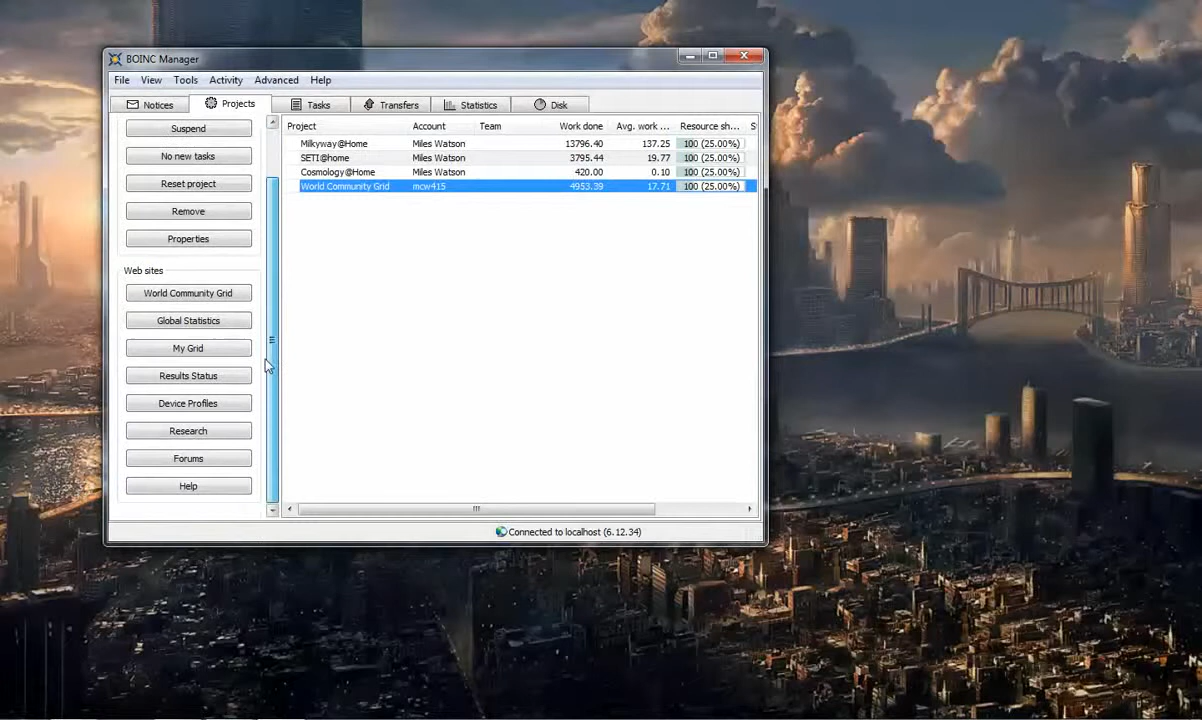 BOINC Manager
File View Tools Activity Advanced Help
Notices Projects Tasks Transfers Statistics Disk
Suspend
No new tasks
Reset project
Remove
Properties
Web sites
World Community Grid
Global Statistics
My Grid
Results Status
Device Profiles
Research
Forums
Help
Project Account Team Work done Avg. work ... Resource sh... S
Milkyway@Home Miles Watson 13796.40 137.25 100 (25.00%)
SETI@home Miles Watson 3795.44 19.77 100 (25.00%)
Cosmology@Home Miles Watson 420.00 0.10 100 (25.00%)
World Community Grid mcw415 4953.39 17.71 100 (25.00%)
Connected to localhost (6.12.34)